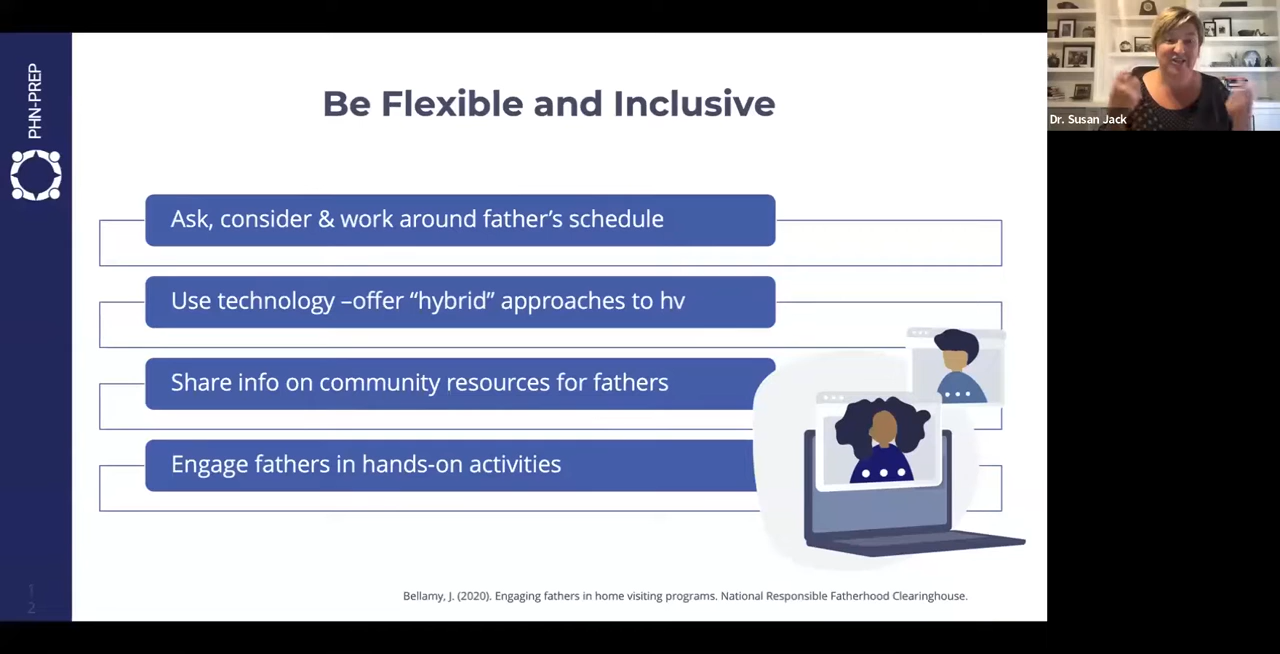 PHN-PREP
Be Flexible and Inclusive
Ask, consider & work around father’s schedule
Use technology –offer “hybrid” approaches to hv
Share info on community resources for fathers
Engage fathers in hands-on activities
Bellamy, J. (2020). Engaging fathers in home visiting programs. National Responsible Fatherhood Clearinghouse.
12
Dr. Susan Jack